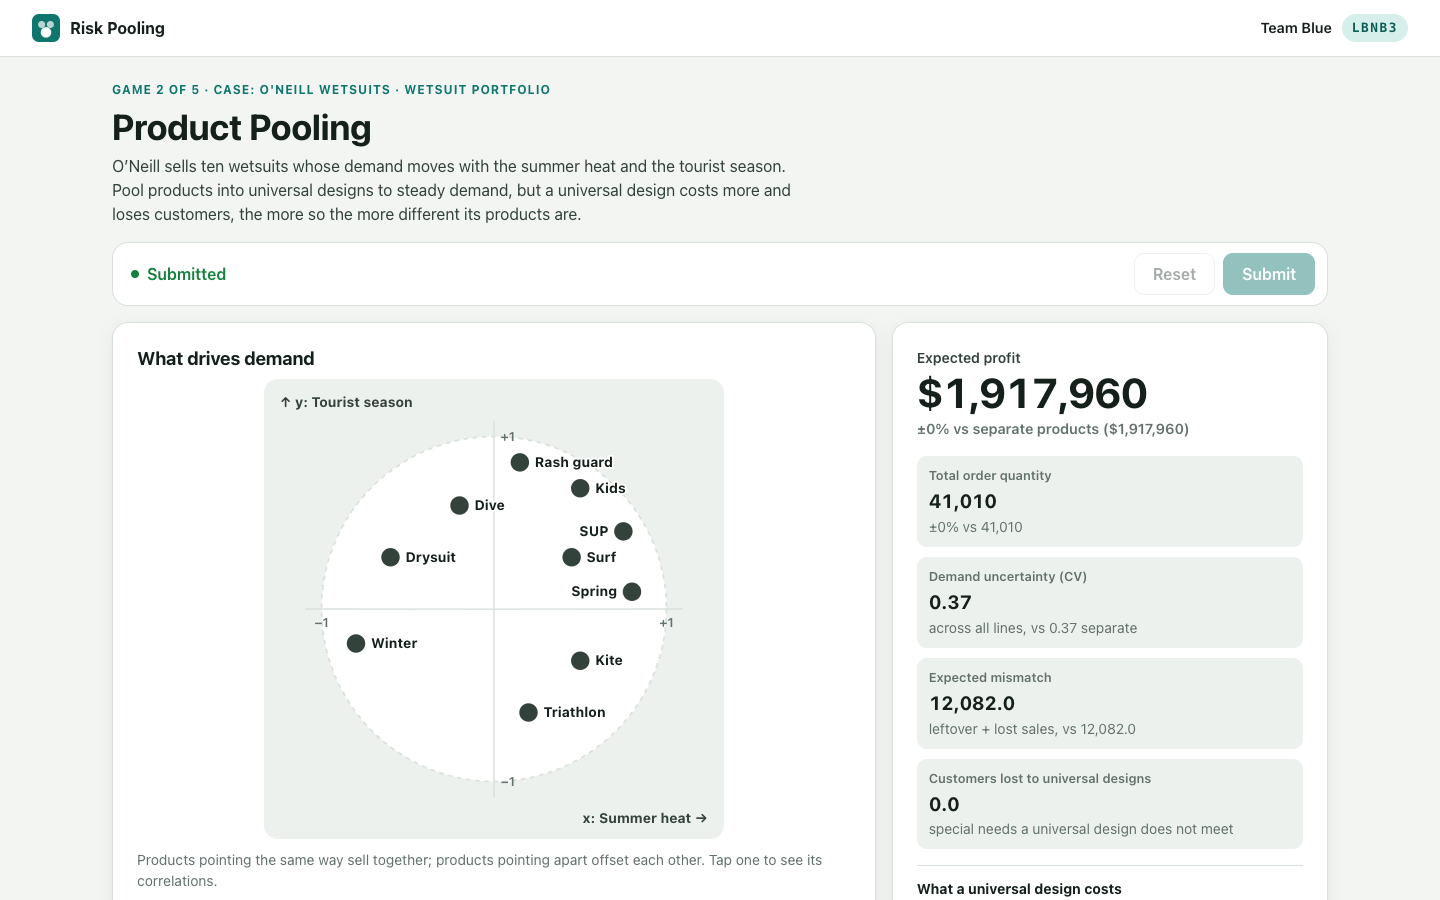 Risk Pooling
Team Blue
LBNB3
GAME 2 OF 5 · CASE: O'NEILL WETSUITS · WETSUIT PORTFOLIO
Product Pooling
O’Neill sells ten wetsuits whose demand moves with the summer heat and the tourist season.
Pool products into universal designs to steady demand, but a universal design costs more and
loses customers, the more so the more different its products are.
Submitted
Reset
Submit
What drives demand
↑ y: Tourist season
+1
Rash guard
Kids
Dive
SUP
Drysuit
Surf
Spring
−1
+1
Winter
Kite
Triathlon
−1
x: Summer heat →
Products pointing the same way sell together; products pointing apart offset each other. Tap one to see its
correlations.
Expected profit
$1,917,960
±0% vs separate products ($1,917,960)
Total order quantity
41,010
±0% vs 41,010
Demand uncertainty (CV)
0.37
across all lines, vs 0.37 separate
Expected mismatch
12,082.0
leftover + lost sales, vs 12,082.0
Customers lost to universal designs
0.0
special needs a universal design does not meet
What a universal design costs